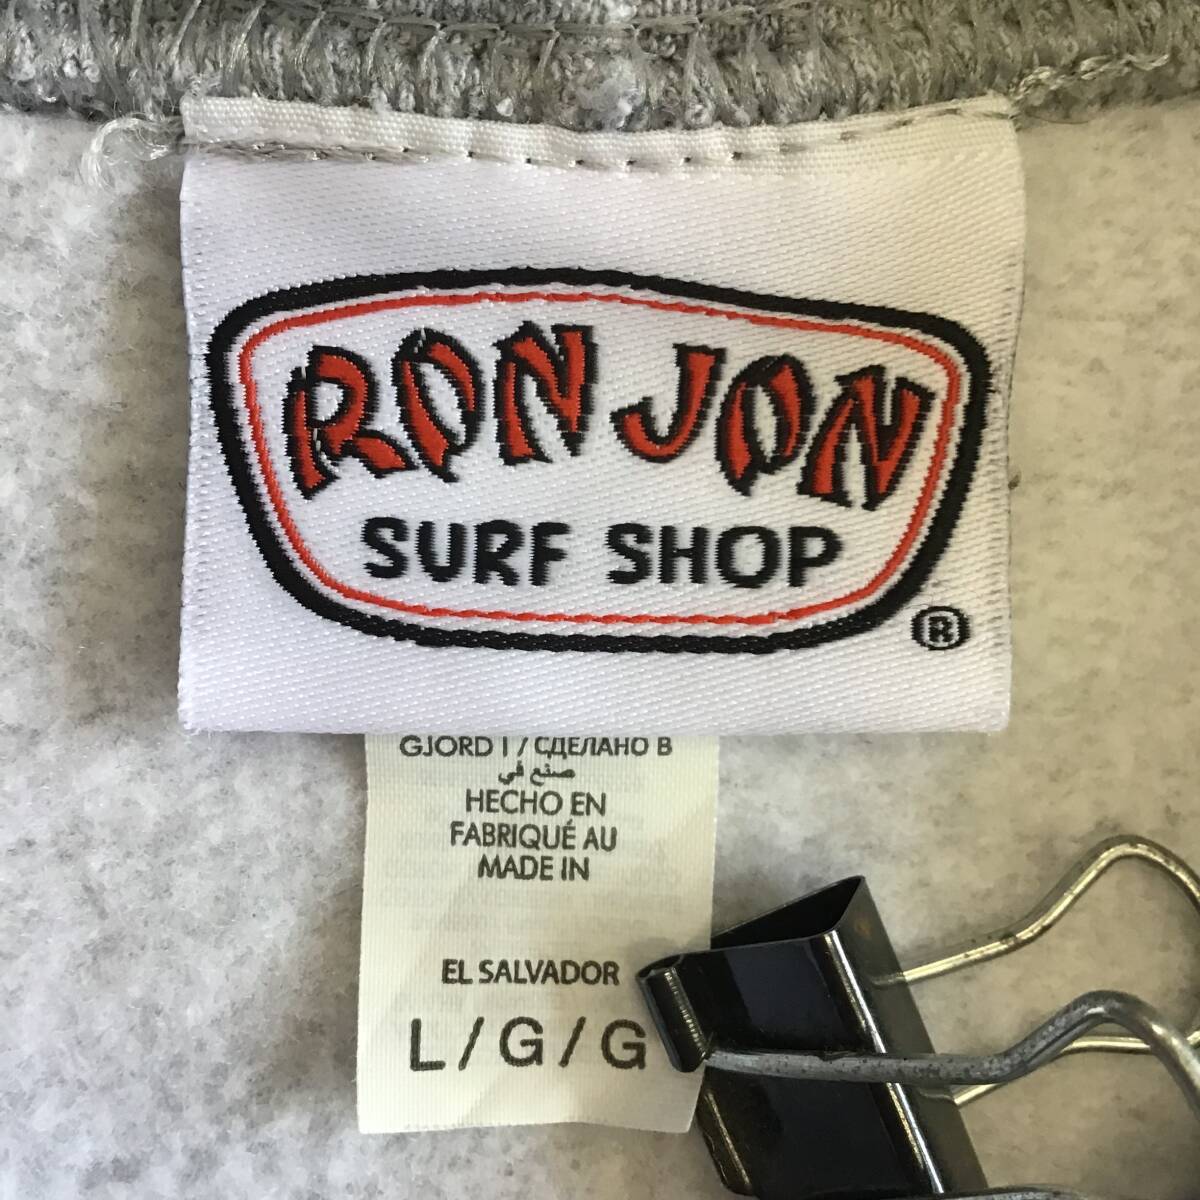 RON JON
SURF SHOP
®
GJORD I / СДЕЛАНО В
صنع في
HECHO EN
FABRIQUÉ AU
MADE IN
EL SALVADOR
L / G / G